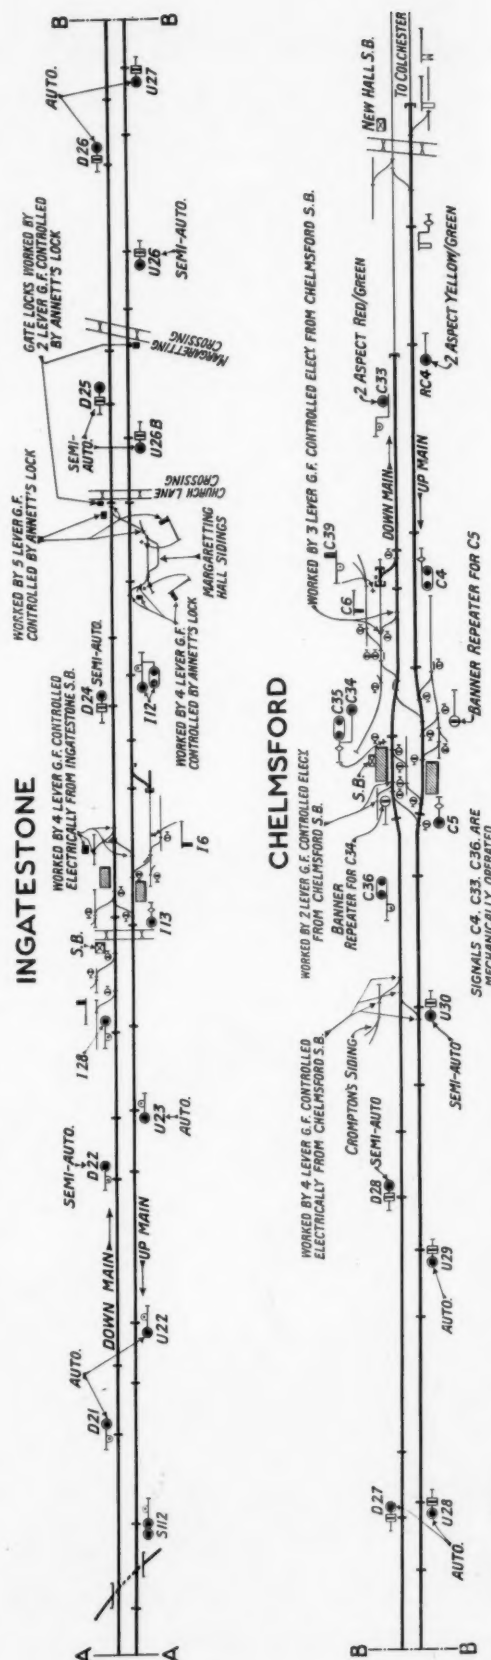 INGATESTONE
A
A
S112
D21
AUTO.
DOWN MAIN
UP MAIN
U22
SEMI-AUTO.
D22
U23
AUTO.
I28
S.B.
I13
WORKED BY 4 LEVER G.F. CONTROLLED
ELECTRICALLY FROM INGATESTONE S.B.
I6
D24
SEMI-AUTO.
I12
WORKED BY 4 LEVER G.F.
CONTROLLED BY ANNETT'S LOCK
WORKED BY 5 LEVER G.F.
CONTROLLED BY ANNETT'S LOCK
MARGARETTING
HALL SIDINGS
CHURCH LANE
CROSSING
SEMI-
AUTO.
D25
U26B
GATE LOCKS WORKED BY
2 LEVER G.F. CONTROLLED
BY ANNETT'S LOCK
MARGARETTING
CROSSING
U26
SEMI-AUTO.
D26
AUTO.
U27
B
B
CHELMSFORD
B
B
D27
AUTO.
U28
U29
AUTO.
D28
SEMI-AUTO
WORKED BY 4 LEVER G.F. CONTROLLED
ELECTRICALLY FROM CHELMSFORD S.B.
CROMPTON'S SIDING
U30
SEMI-AUTO
C36
BANNER
REPEATER FOR C34.
WORKED BY 2 LEVER G.F. CONTROLLED ELECY.
FROM CHELMSFORD S.B.
S.B.
C5
C35
C34
BANNER REPEATER FOR C5
C6
C39
C4
WORKED BY 3 LEVER G.F. CONTROLLED ELECY. FROM CHELMSFORD S.B.
DOWN MAIN
UP MAIN
C33
2 ASPECT RED/GREEN
RC4
2 ASPECT YELLOW/GREEN
NEW HALL S.B.
TO COLCHESTER
SIGNALS C4. C33. C36. ARE
MECHANICALLY OPERATED